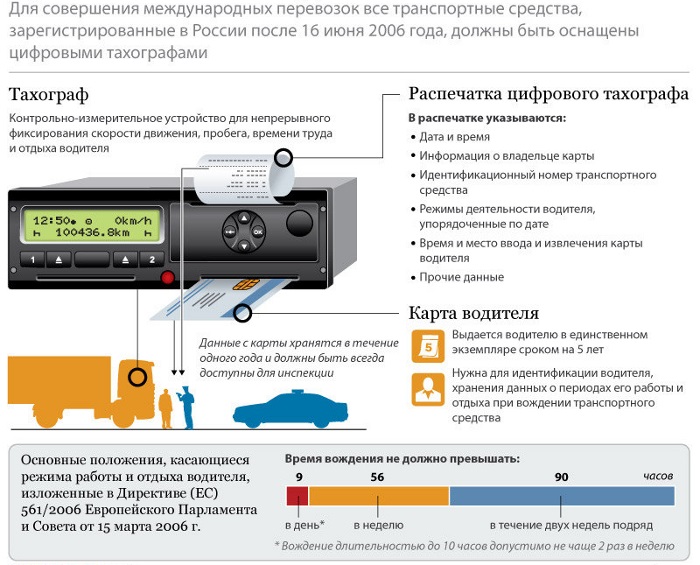 Для совершения международных перевозок все транспортные средства,
зарегистрированные в России после 16 июня 2006 года, должны быть оснащены
цифровыми тахографами
Тахограф
Контрольно-измерительное устройство для непрерывного
фиксирования скорости движения, пробега, времени труда
и отдыха водителя
12:50 0km/h
100436.8km
1
2
OK
Распечатка цифрового тахографа
В распечатке указываются:
• Дата и время
• Информация о владельце карты
• Идентификационный номер транспортного
средства
• Режимы деятельности водителя,
упорядоченные по дате
• Время и место ввода и извлечения карты
водителя
• Прочие данные
Карта водителя
5
Выдается водителю в единственном
экземпляре сроком на 5 лет
Нужна для идентификации водителя,
хранения данных о периодах его работы и
отдыха при вождении транспортного
средства
Данные с карты хранятся в течение
одного года и должны быть всегда
доступны для инспекции
Основные положения, касающиеся
режима работы и отдыха водителя,
изложенные в Директиве (ЕС)
561/2006 Европейского Парламента
и Совета от 15 марта 2006 г.
Время вождения не должно превышать:
9 56 90 часов
в день* в неделю в течение двух недель подряд
* Вождение длительностью до 10 часов допустимо не чаще 2 раз в неделю